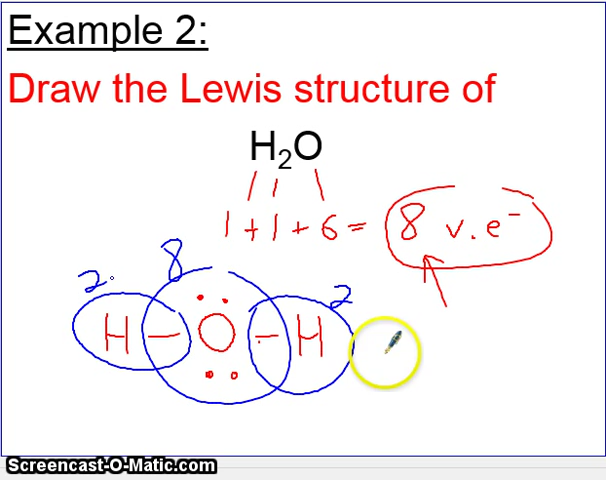 Example 2:
Draw the Lewis structure of
H₂O
1 + 1 + 6 = 8 v. e⁻
2 8 2
H – O – H
Screencast-O-Matic.com